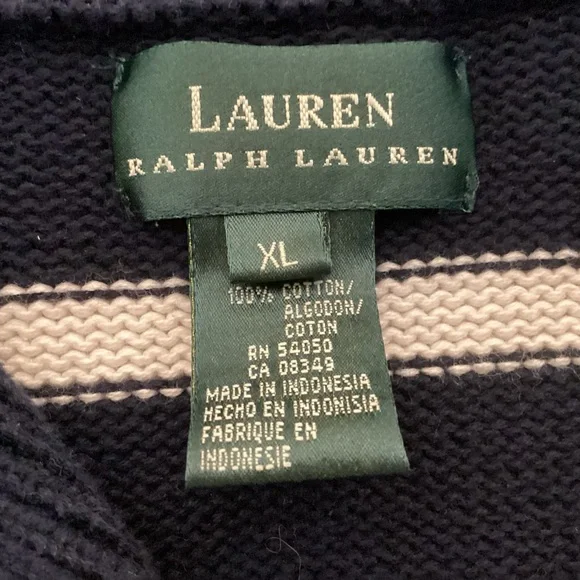 LAUREN
RALPH LAUREN
XL
100% COTTON/
ALGODON/
COTON
RN 54050
CA 08349
MADE IN INDONESIA
HECHO EN INDONISIA
FABRIQUE EN
INDONESIE